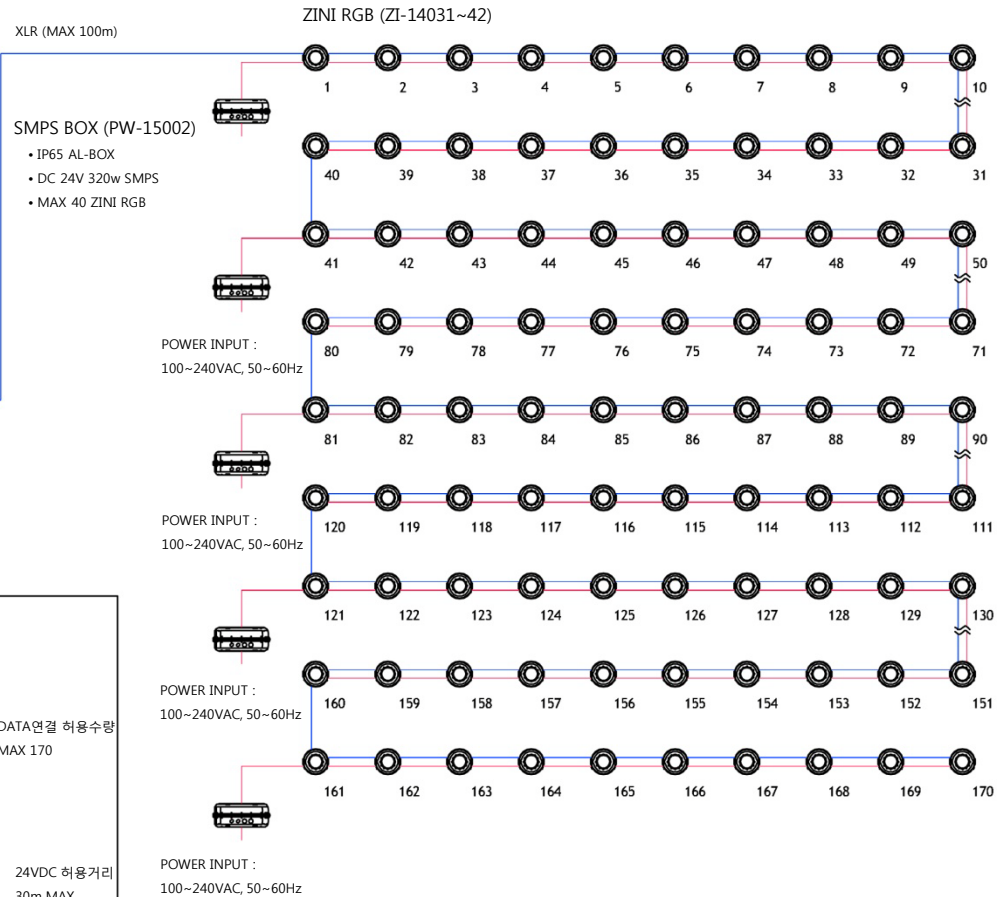 ZINI RGB (ZI-14031~42)
XLR (MAX 100m)
1 2 3 4 5 6 7 8 9 10
SMPS BOX (PW-15002)
• IP65 AL-BOX
• DC 24V 320w SMPS
• MAX 40 ZINI RGB
40 39 38 37 36 35 34 33 32 31
41 42 43 44 45 46 47 48 49 50
POWER INPUT :
100~240VAC, 50~60Hz
80 79 78 77 76 75 74 73 72 71
81 82 83 84 85 86 87 88 89 90
POWER INPUT :
100~240VAC, 50~60Hz
120 119 118 117 116 115 114 113 112 111
121 122 123 124 125 126 127 128 129 130
POWER INPUT :
100~240VAC, 50~60Hz
160 159 158 157 156 155 154 153 152 151
DATA연결 허용수량
MAX 170
161 162 163 164 165 166 167 168 169 170
POWER INPUT :
100~240VAC, 50~60Hz
24VDC 허용거리
30m MAX